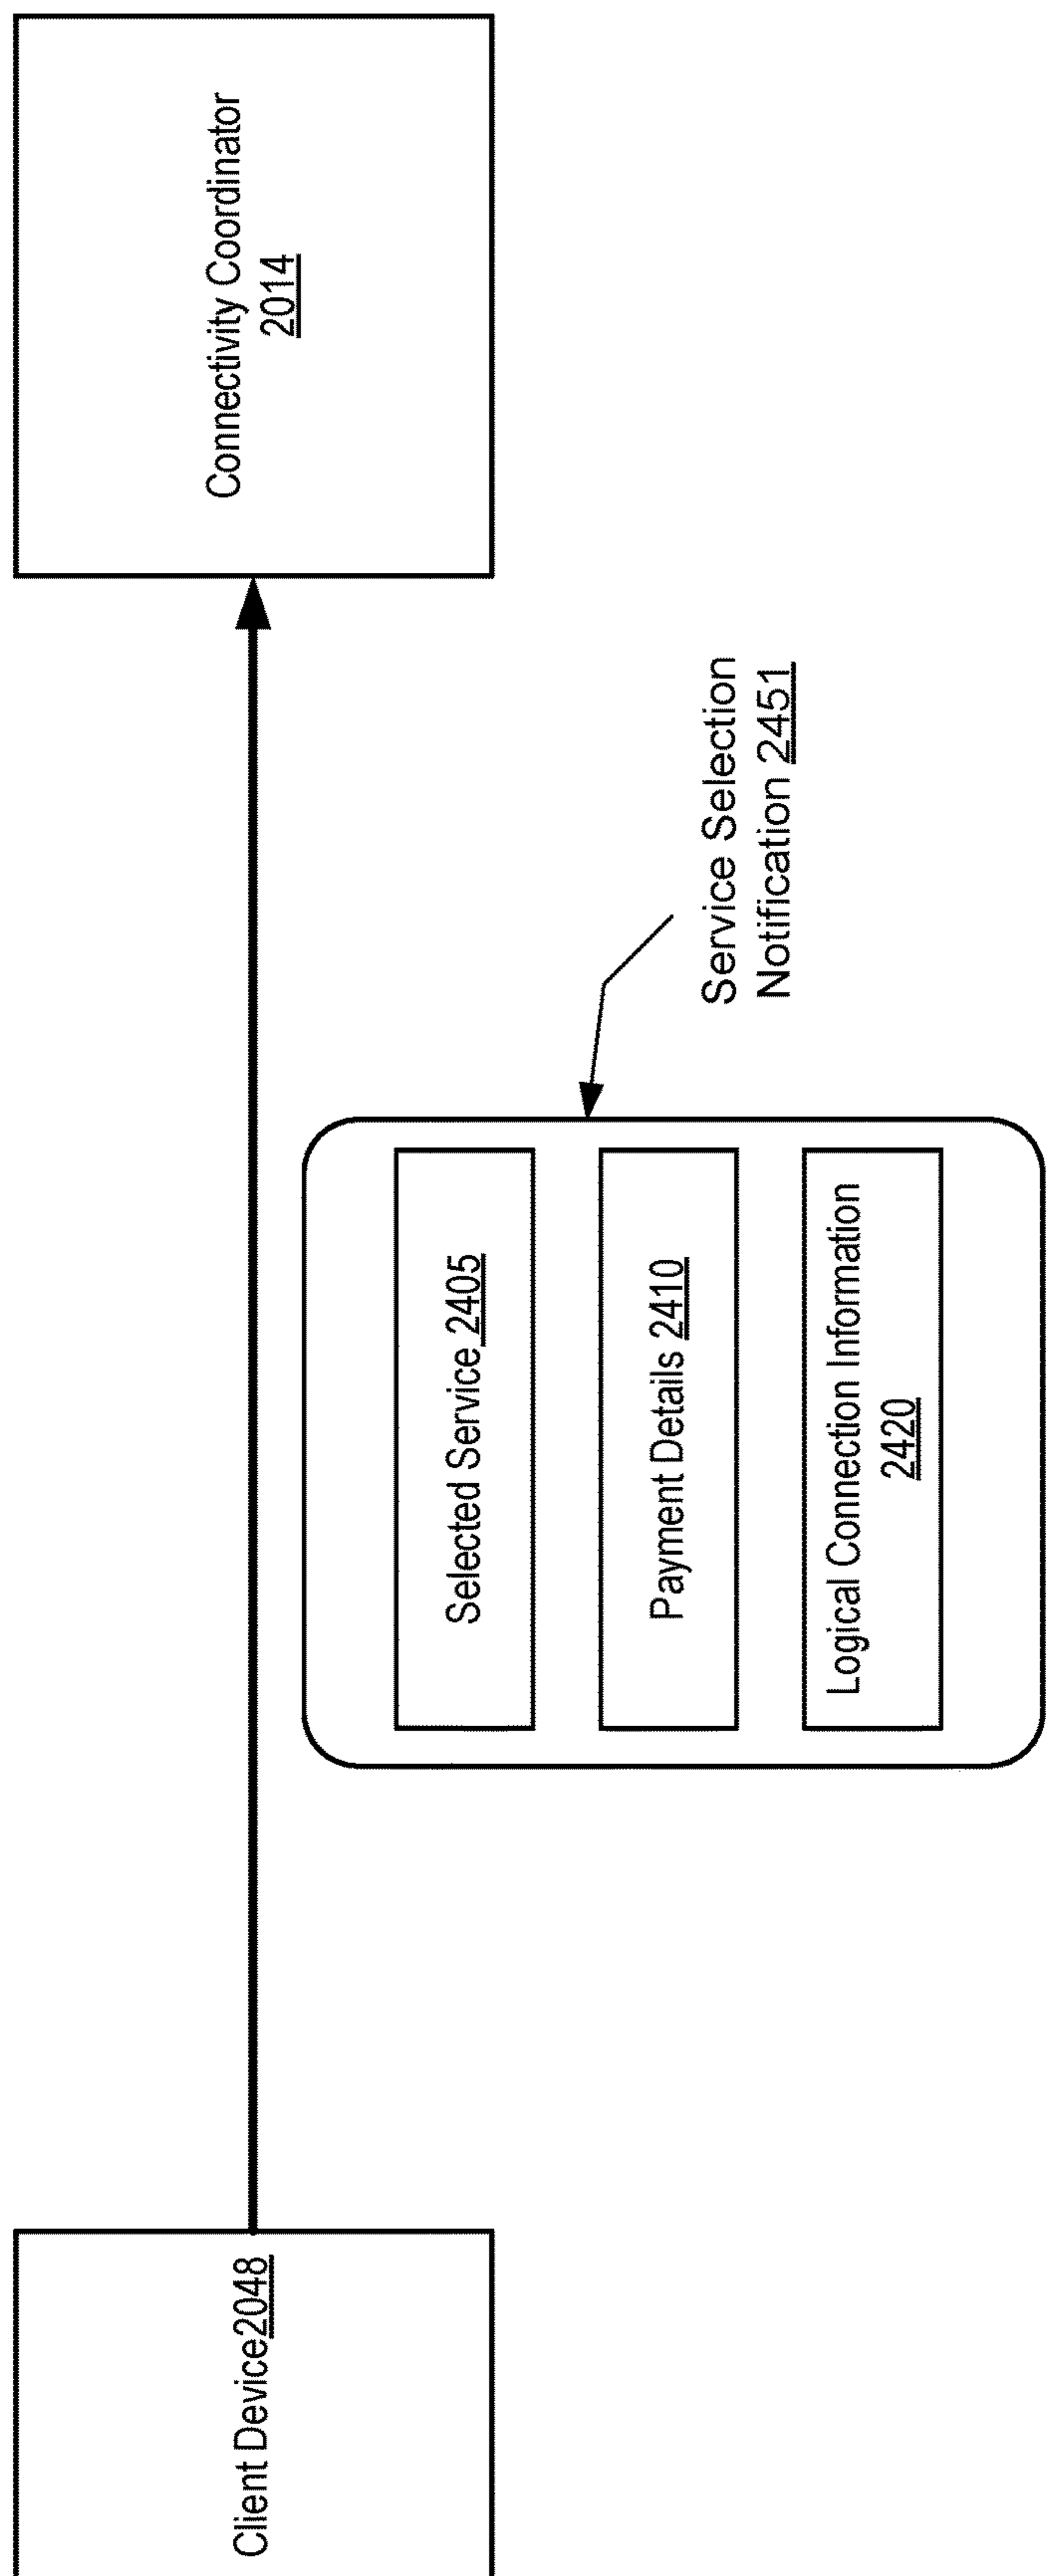 Client Device2048
Connectivity Coordinator
2014
Selected Service 2405
Payment Details 2410
Logical Connection Information
2420
Service Selection
Notification 2451